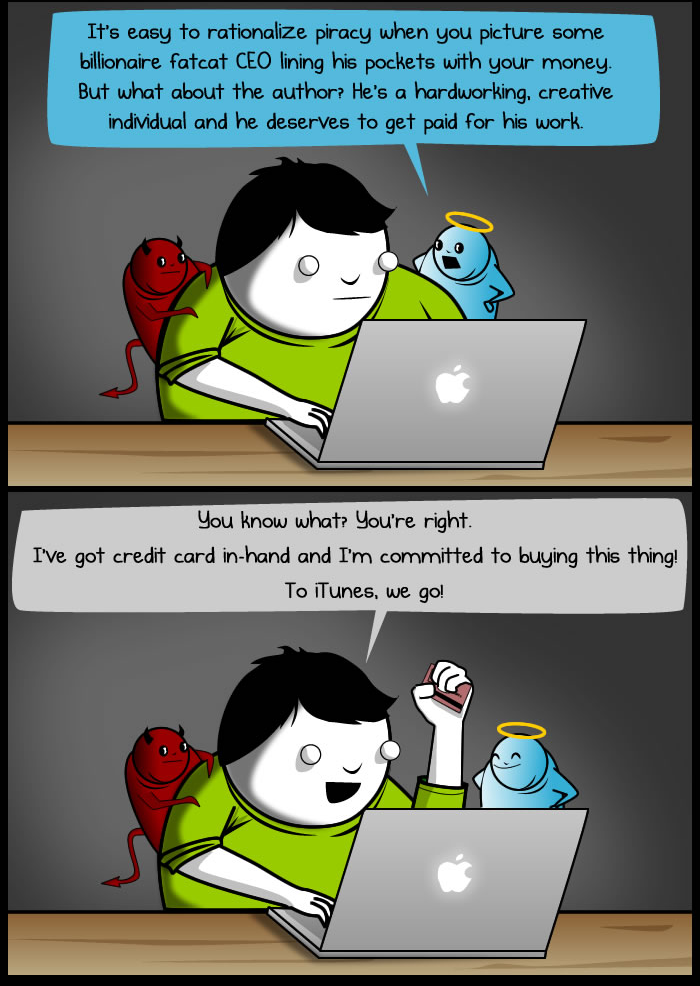 It's easy to rationalize piracy when you picture some
billionaire fatcat CEO lining his pockets with your money.
But what about the author? He's a hardworking, creative
individual and he deserves to get paid for his work.
You know what? You're right.
I've got credit card in-hand and I'm committed to buying this thing!
To iTunes, we go!